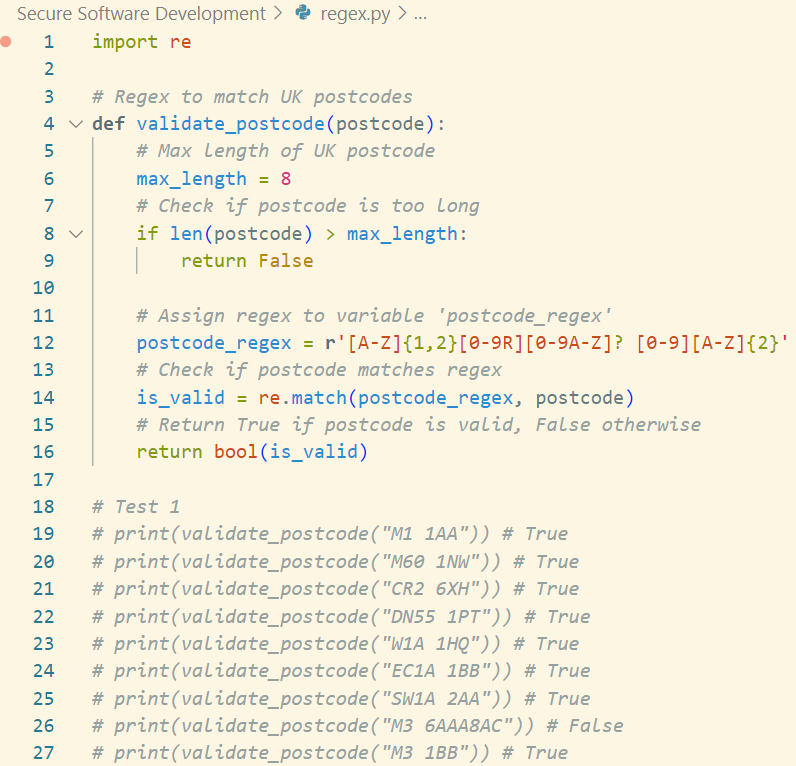 Secure Software Development > regex.py > ...
1 import re
2
3 # Regex to match UK postcodes
4 def validate_postcode(postcode):
5     # Max length of UK postcode
6     max_length = 8
7     # Check if postcode is too long
8     if len(postcode) > max_length:
9         return False
10
11     # Assign regex to variable 'postcode_regex'
12     postcode_regex = r'[A-Z]{1,2}[0-9R][0-9A-Z]? [0-9][A-Z]{2}'
13     # Check if postcode matches regex
14     is_valid = re.match(postcode_regex, postcode)
15     # Return True if postcode is valid, False otherwise
16     return bool(is_valid)
17
18 # Test 1
19 # print(validate_postcode("M1 1AA")) # True
20 # print(validate_postcode("M60 1NW")) # True
21 # print(validate_postcode("CR2 6XH")) # True
22 # print(validate_postcode("DN55 1PT")) # True
23 # print(validate_postcode("W1A 1HQ")) # True
24 # print(validate_postcode("EC1A 1BB")) # True
25 # print(validate_postcode("SW1A 2AA")) # True
26 # print(validate_postcode("M3 6AAA8AC")) # False
27 # print(validate_postcode("M3 1BB")) # True